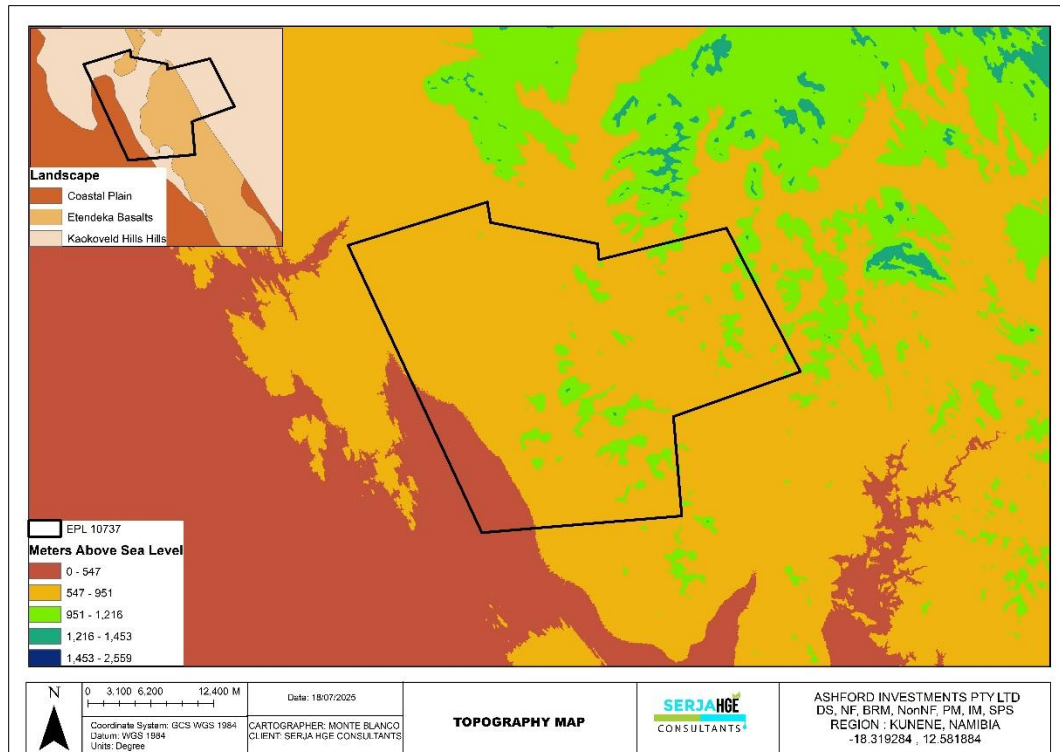 Landscape
Coastal Plain
Etendeka Basalts
Kaokoveld Hills Hills
EPL 10737
Meters Above Sea Level
0 - 547
547 - 951
951 - 1,216
1,216 - 1,453
1,453 - 2,559
N
0 3,100 6,200 12,400 M
Coordinate System: GCS WGS 1984
Datum: WGS 1984
Units: Degree
Date: 18/07/2025
CARTOGRAPHER: MONTE BLANCO
CLIENT: SERJA HGE CONSULTANTS
TOPOGRAPHY MAP
SERJA HGE
CONSULTANTS
ASHFORD INVESTMENTS PTY LTD
DS, NF, BRM, NonNF, PM, IM, SPS
REGION : KUNENE, NAMIBIA
-18.319284 , 12.581884